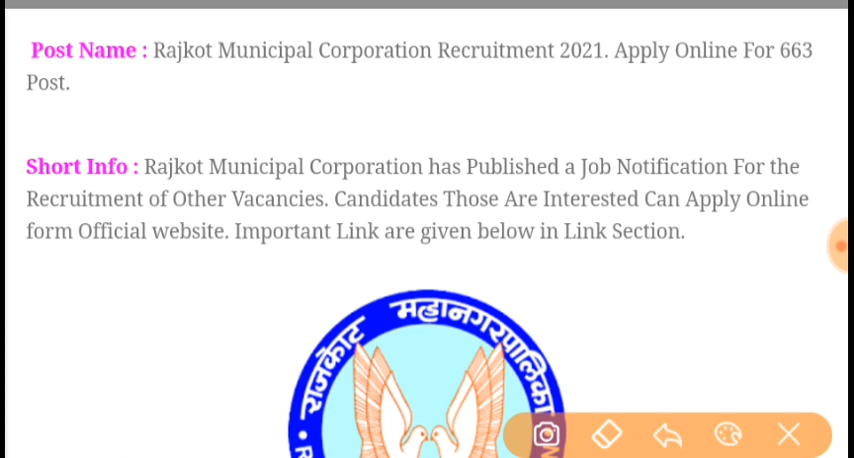 Post Name : Rajkot Municipal Corporation Recruitment 2021. Apply Online For 663
Post.
Short Info : Rajkot Municipal Corporation has Published a Job Notification For the
Recruitment of Other Vacancies. Candidates Those Are Interested Can Apply Online
form Official website. Important Link are given below in Link Section.
राजकोट महानगरपालिका